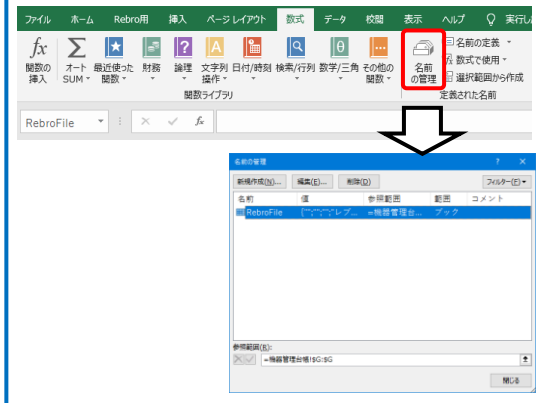 ファイル ホーム Rebro用 挿入 ページ レイアウト 数式 データ 校閲 表示 ヘルプ 実行し
fx Σ ? A θ ...
関数の オート 最近使った 財務 論理 文字列 日付/時刻 検索/行列 数学/三角 その他の 名前
挿入 SUM 関数 操作 関数 の管理
名前の定義
数式で使用
選択範囲から作成
関数ライブラリ 定義された名前
RebroFile fx
名前の管理 ? ×
新規作成(N)... 編集(E)... 削除(D) フィルター(F)
名前 値 参照範囲 範囲 コメント
RebroFile {"";"";"";"レブ... =機器管理台... ブック
参照範囲(R):
=機器管理台帳!$G:$G
閉じる